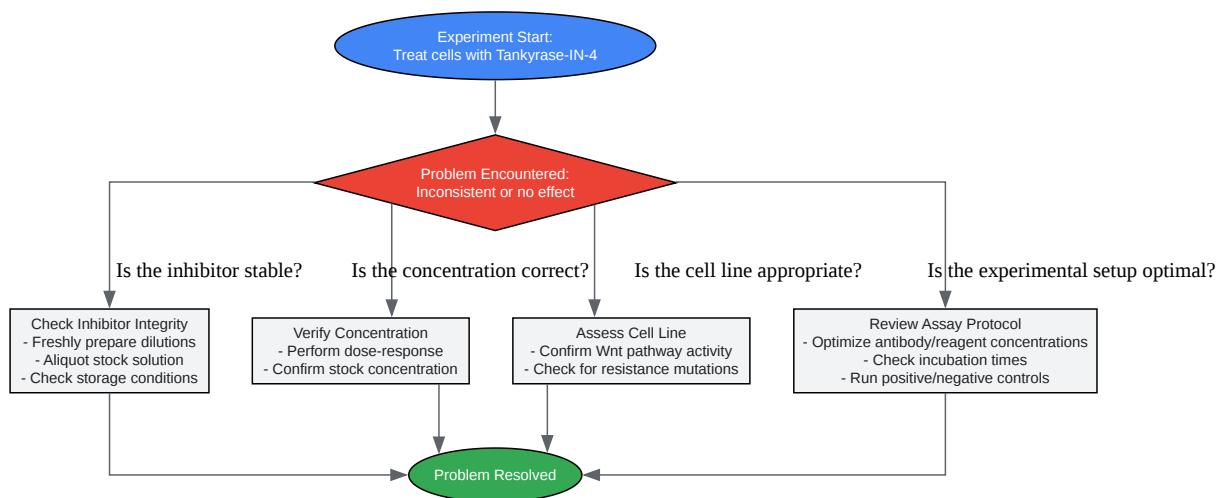 Experiment Start:
Treat cells with Tankyrase-IN-4
Problem Encountered:
Inconsistent or no effect
Is the inhibitor stable?
Is the concentration correct?
Is the cell line appropriate?
Is the experimental setup optimal?
Check Inhibitor Integrity
- Freshly prepare dilutions
- Aliquot stock solution
- Check storage conditions
Verify Concentration
- Perform dose-response
- Confirm stock concentration
Assess Cell Line
- Confirm Wnt pathway activity
- Check for resistance mutations
Review Assay Protocol
- Optimize antibody/reagent concentrations
- Check incubation times
- Run positive/negative controls
Problem Resolved